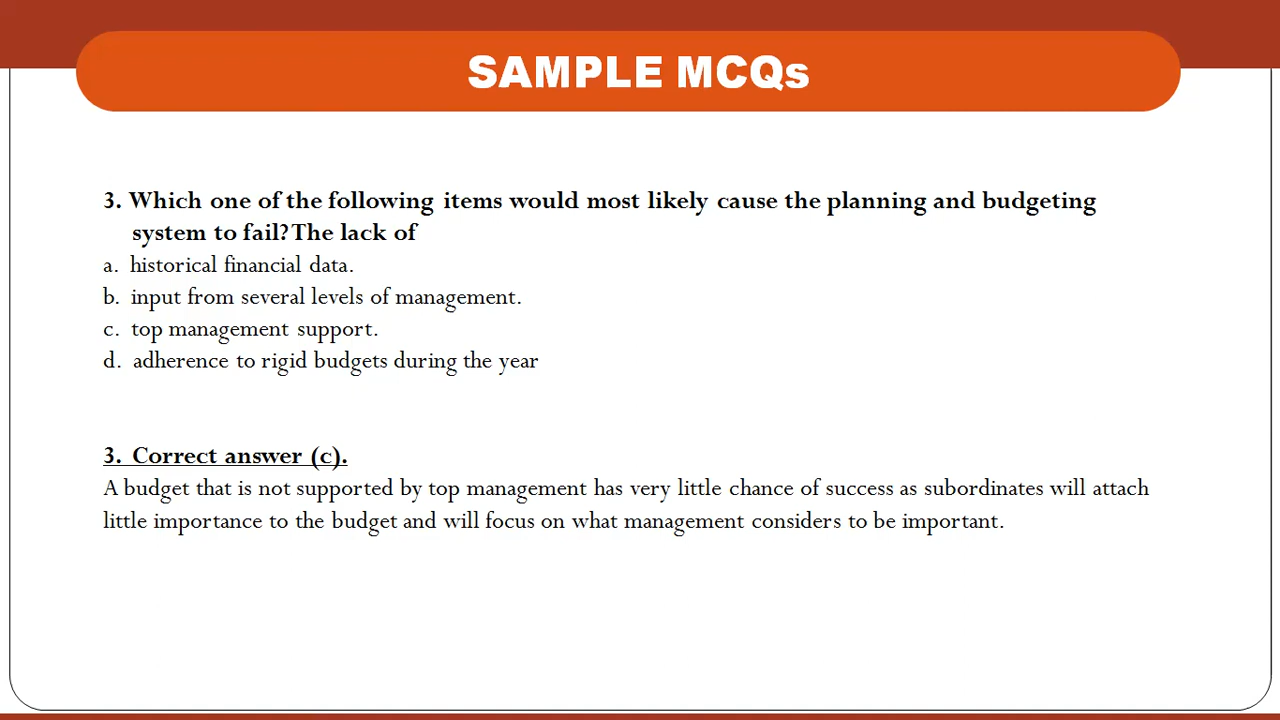 SAMPLE MCQs
3. Which one of the following items would most likely cause the planning and budgeting
system to fail? The lack of
a. historical financial data.
b. input from several levels of management.
c. top management support.
d. adherence to rigid budgets during the year
3. Correct answer (c).
A budget that is not supported by top management has very little chance of success as subordinates will attach
little importance to the budget and will focus on what management considers to be important.